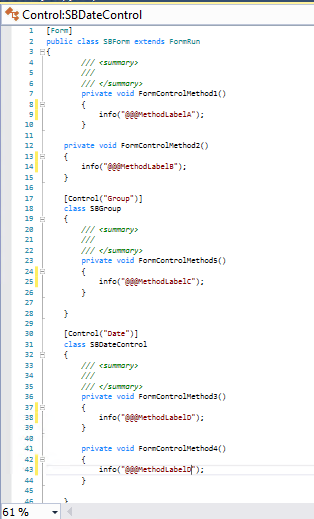 Control:SBDateControl
1 [Form]
2 public class SBForm extends FormRun
3 {
4 /// <summary>
5 ///
6 /// </summary>
7 private void FormControlMethod1()
8 {
9 info("@@@MethodLabelA");
10 }
11
12 private void FormControlMethod2()
13 {
14 info("@@@MethodLabelB");
15 }
16
17 [Control("Group")]
18 class SBGroup
19 {
20 /// <summary>
21 ///
22 /// </summary>
23 private void FormControlMethod5()
24 {
25 info("@@@MethodLabelC");
26 }
27
28 }
29
30 [Control("Date")]
31 class SBDateControl
32 {
33 /// <summary>
34 ///
35 /// </summary>
36 private void FormControlMethod3()
37 {
38 info("@@@MethodLabelD");
39 }
40
41 private void FormControlMethod4()
42 {
43 info("@@@MethodLabelD");
44 }
45
46 }
61 %